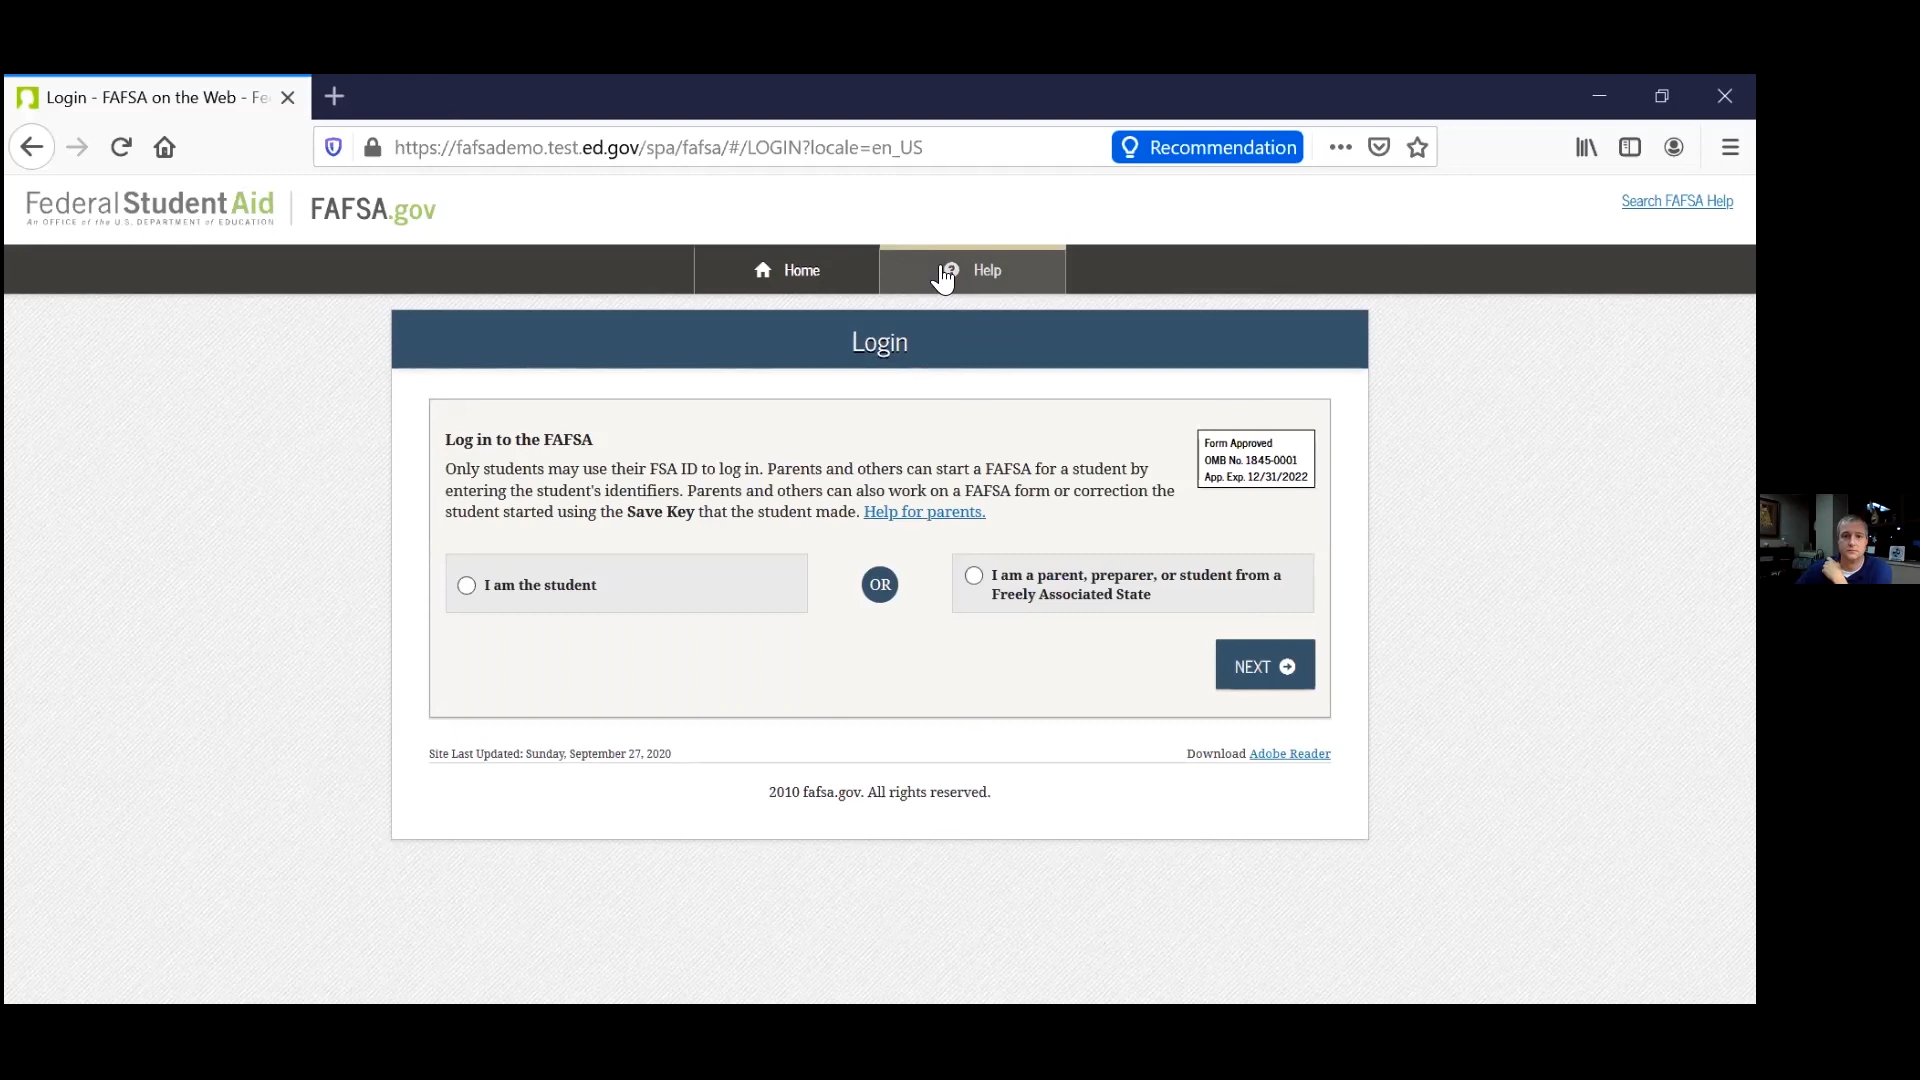 Login - FAFSA on the Web - Fe
https://fafsademo.test.ed.gov/spa/fafsa/#/LOGIN?locale=en_US
Recommendation
Federal Student Aid
An OFFICE of the U.S. DEPARTMENT of EDUCATION
FAFSA.gov
Search FAFSA Help
Home
Help
Login
Log in to the FAFSA
Only students may use their FSA ID to log in. Parents and others can start a FAFSA for a student by
entering the student's identifiers. Parents and others can also work on a FAFSA form or correction the
student started using the Save Key that the student made. Help for parents.
Form Approved
OMB No. 1845-0001
App. Exp. 12/31/2022
I am the student
OR
I am a parent, preparer, or student from a
Freely Associated State
NEXT
Site Last Updated: Sunday, September 27, 2020
Download Adobe Reader
2010 fafsa.gov. All rights reserved.